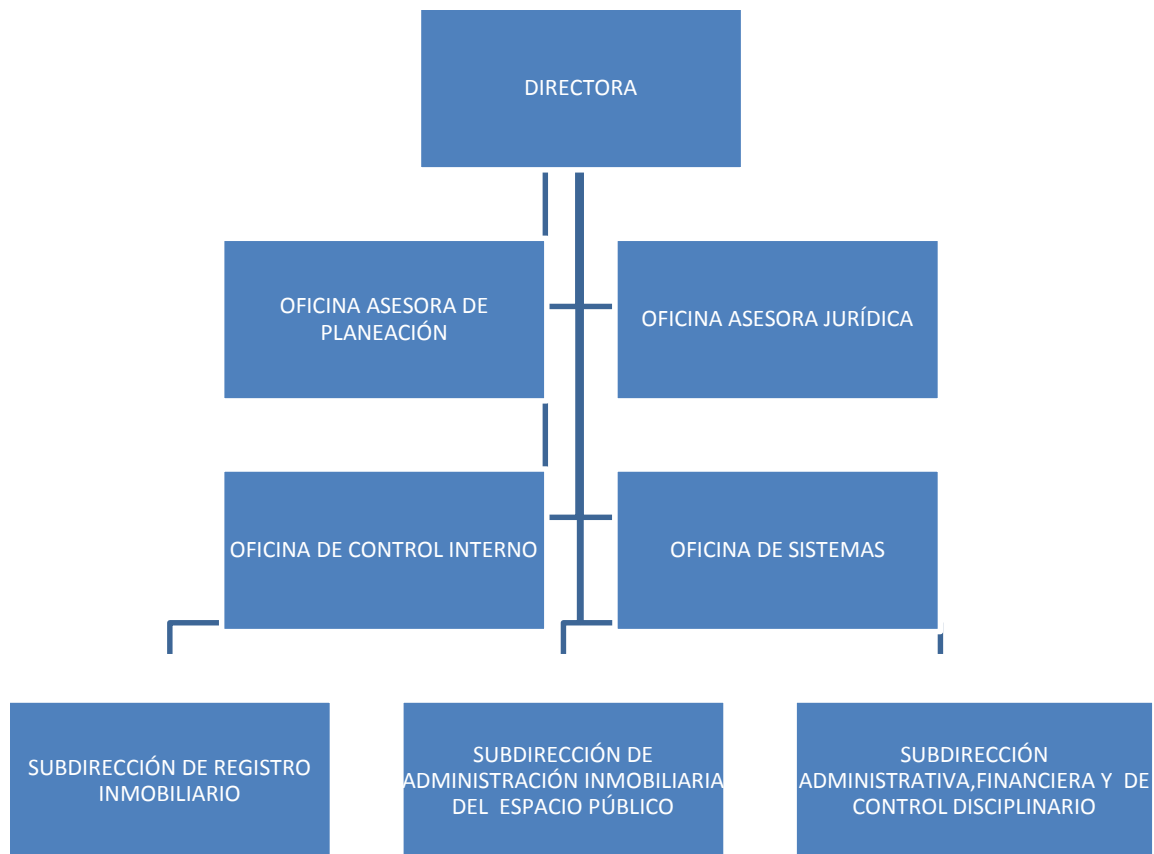 DIRECTORA
OFICINA ASESORA DE
PLANEACIÓN
OFICINA ASESORA JURÍDICA
OFICINA DE CONTROL INTERNO
OFICINA DE SISTEMAS
SUBDIRECCIÓN DE REGISTRO
INMOBILIARIO
SUBDIRECCIÓN DE
ADMINISTRACIÓN INMOBILIARIA
DEL ESPACIO PÚBLICO
SUBDIRECCIÓN
ADMINISTRATIVA,FINANCIERA Y DE
CONTROL DISCIPLINARIO